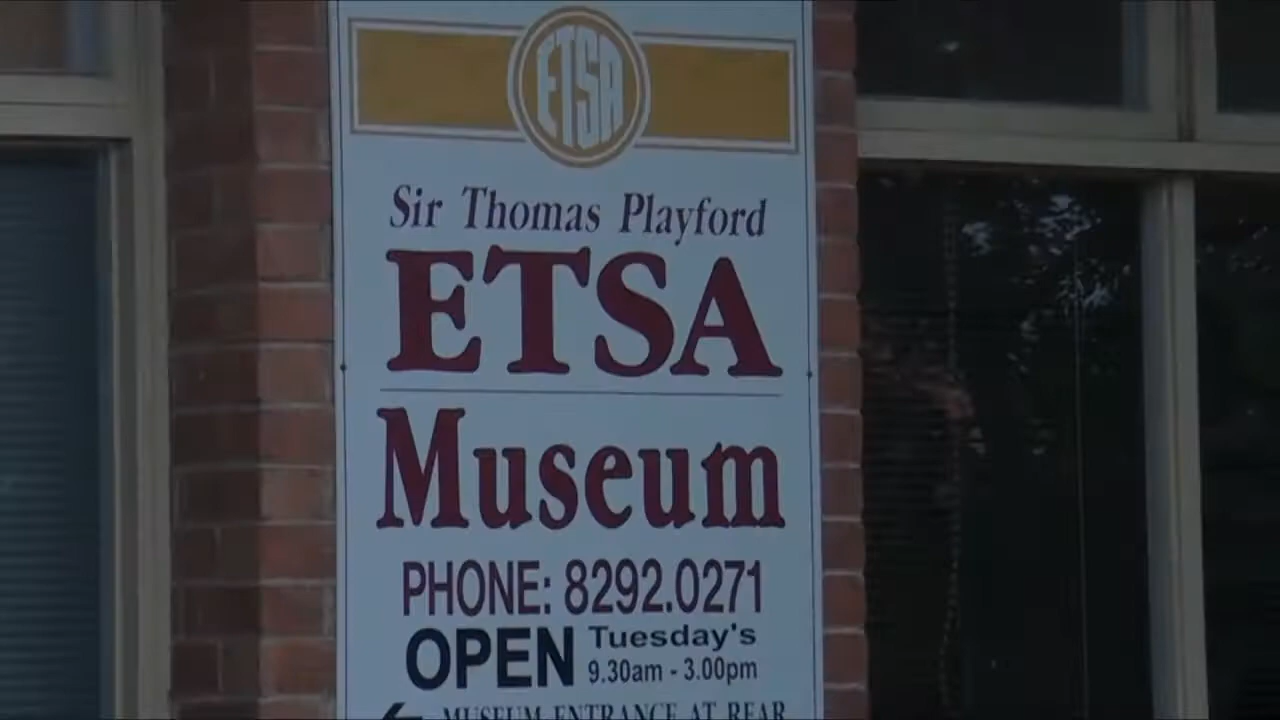 ETSA
Sir Thomas Playford
ETSA
Museum
PHONE: 8292.0271
OPEN Tuesday's
9.30am - 3.00pm
← MUSEUM ENTRANCE AT REAR